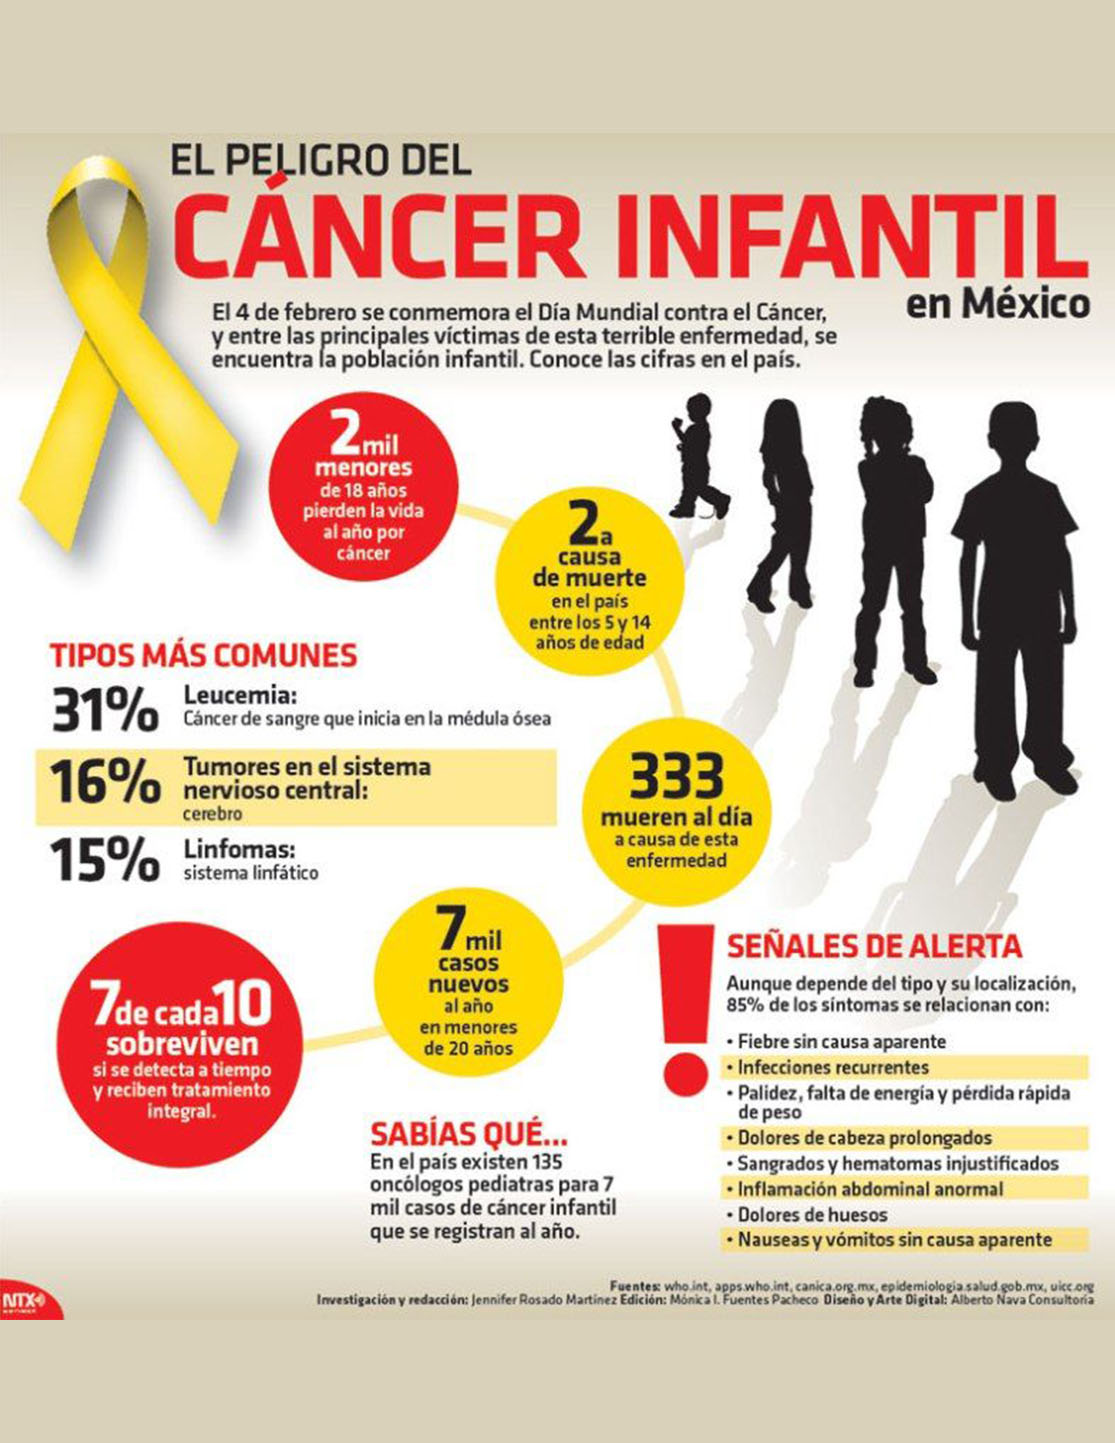 EL PELIGRO DEL
CÁNCER INFANTIL
en México
El 4 de febrero se conmemora el Día Mundial contra el Cáncer,
y entre las principales víctimas de esta terrible enfermedad, se
encuentra la población infantil. Conoce las cifras en el país.
2 mil
menores
de 18 años
pierden la vida
al año por
cáncer
2a
causa
de muerte
en el país
entre los 5 y 14
años de edad
TIPOS MÁS COMUNES
31% Leucemia:
Cáncer de sangre que inicia en la médula ósea
16% Tumores en el sistema
nervioso central:
cerebro
15% Linfomas:
sistema linfático
333
mueren al día
a causa de esta
enfermedad
7 mil
casos
nuevos
al año
en menores
de 20 años
7 de cada 10
sobreviven
si se detecta a tiempo
y reciben tratamiento
integral.
SABÍAS QUÉ...
En el país existen 135
oncólogos pediatras para 7
mil casos de cáncer infantil
que se registran al año.
!
SEÑALES DE ALERTA
Aunque depende del tipo y su localización,
85% de los síntomas se relacionan con:
• Fiebre sin causa aparente
• Infecciones recurrentes
• Palidez, falta de energía y pérdida rápida
de peso
• Dolores de cabeza prolongados
• Sangrados y hematomas injustificados
• Inflamación abdominal anormal
• Dolores de huesos
• Nauseas y vómitos sin causa aparente
Fuentes: who.int, apps.who.int, canica.org.mx, epidemiologia.salud.gob.mx, uicc.org
Investigación y redacción: Jennifer Rosado Martínez Edición: Mónica I. Fuentes Pacheco Diseño y Arte Digital: Alberto Nava Consultoría
NTX